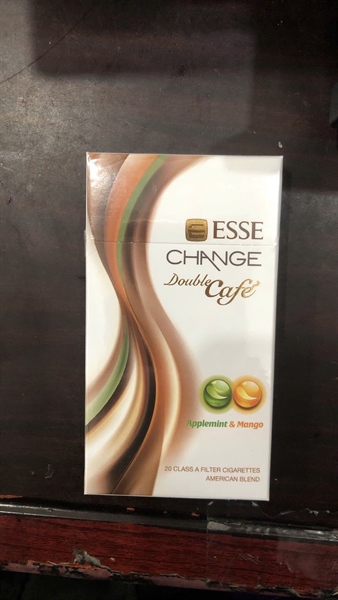 ESSE
CHANGE
Double Café
Applemint & Mango
20 CLASS A FILTER CIGARETTES
AMERICAN BLEND